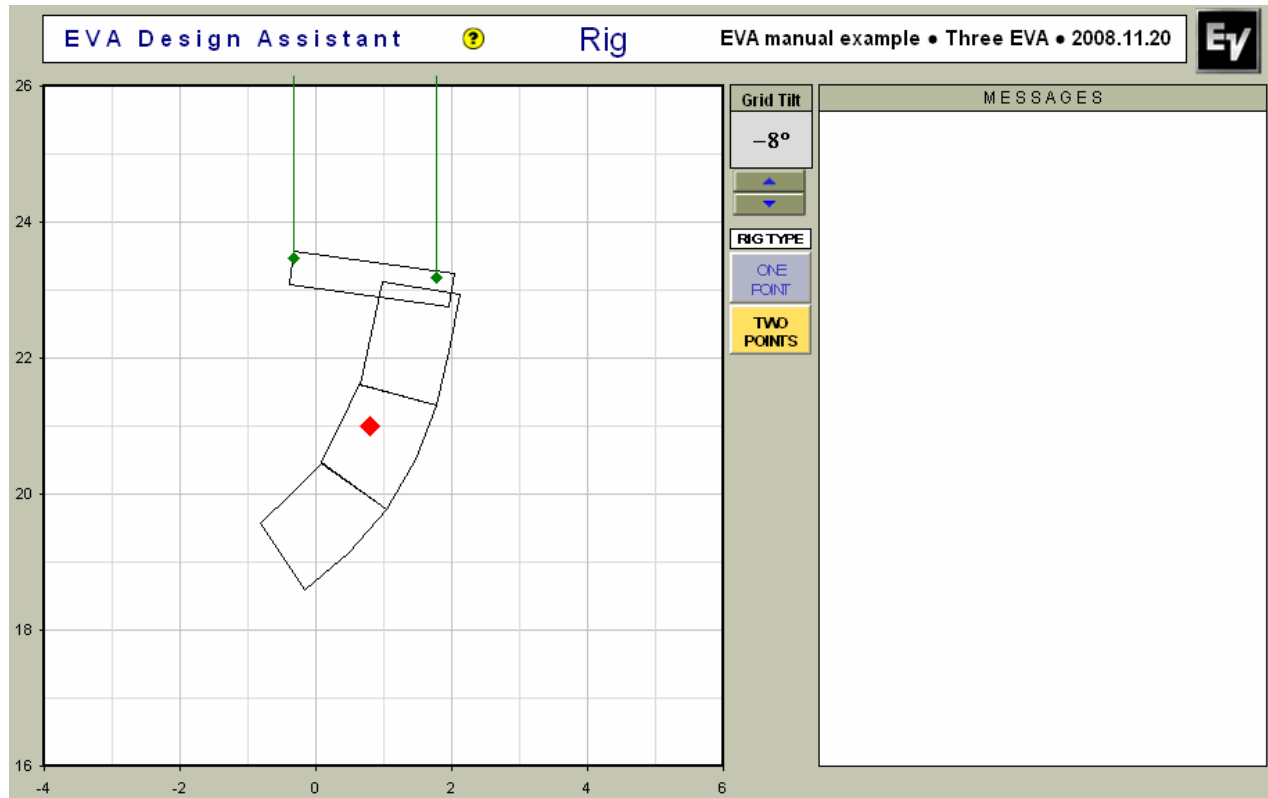 EVA Design Assistant ? Rig EVA manual example • Three EVA • 2008.11.20 EV
26
24
22
20
18
16
-4 -2 0 2 4 6
Grid Tilt
–8°
RIG TYPE
ONE
POINT
TWO
POINTS
MESSAGES